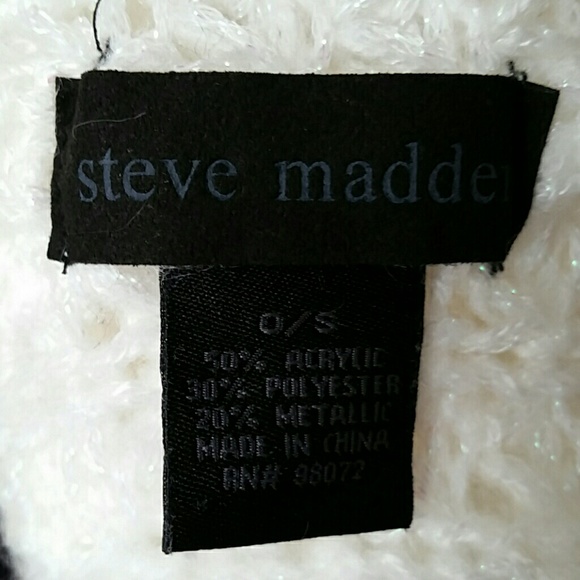 steve madden
O/S
50% ACRYLIC
30% POLYESTER
20% METALLIC
MADE IN CHINA
RN# 98072